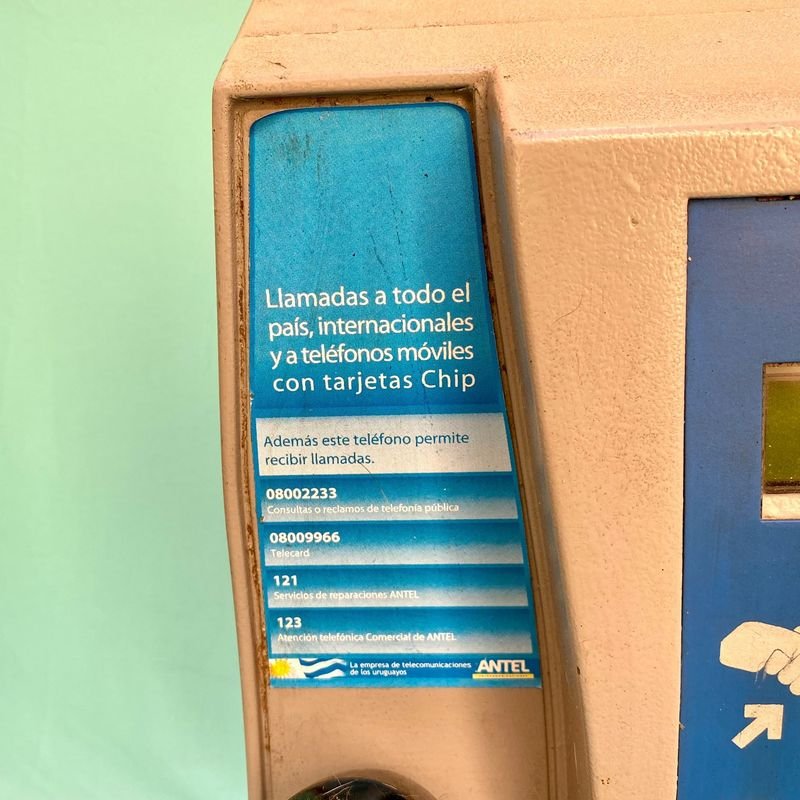 Llamadas a todo el
país, internacionales
y a teléfonos móviles
con tarjetas Chip
Además este teléfono permite
recibir llamadas.
08002233
Consultas o reclamos de telefonía pública
08009966
Telecard
121
Servicios de reparaciones ANTEL
123
Atención telefónica Comercial de ANTEL
La empresa de telecomunicaciones
de los uruguayos
ANTEL